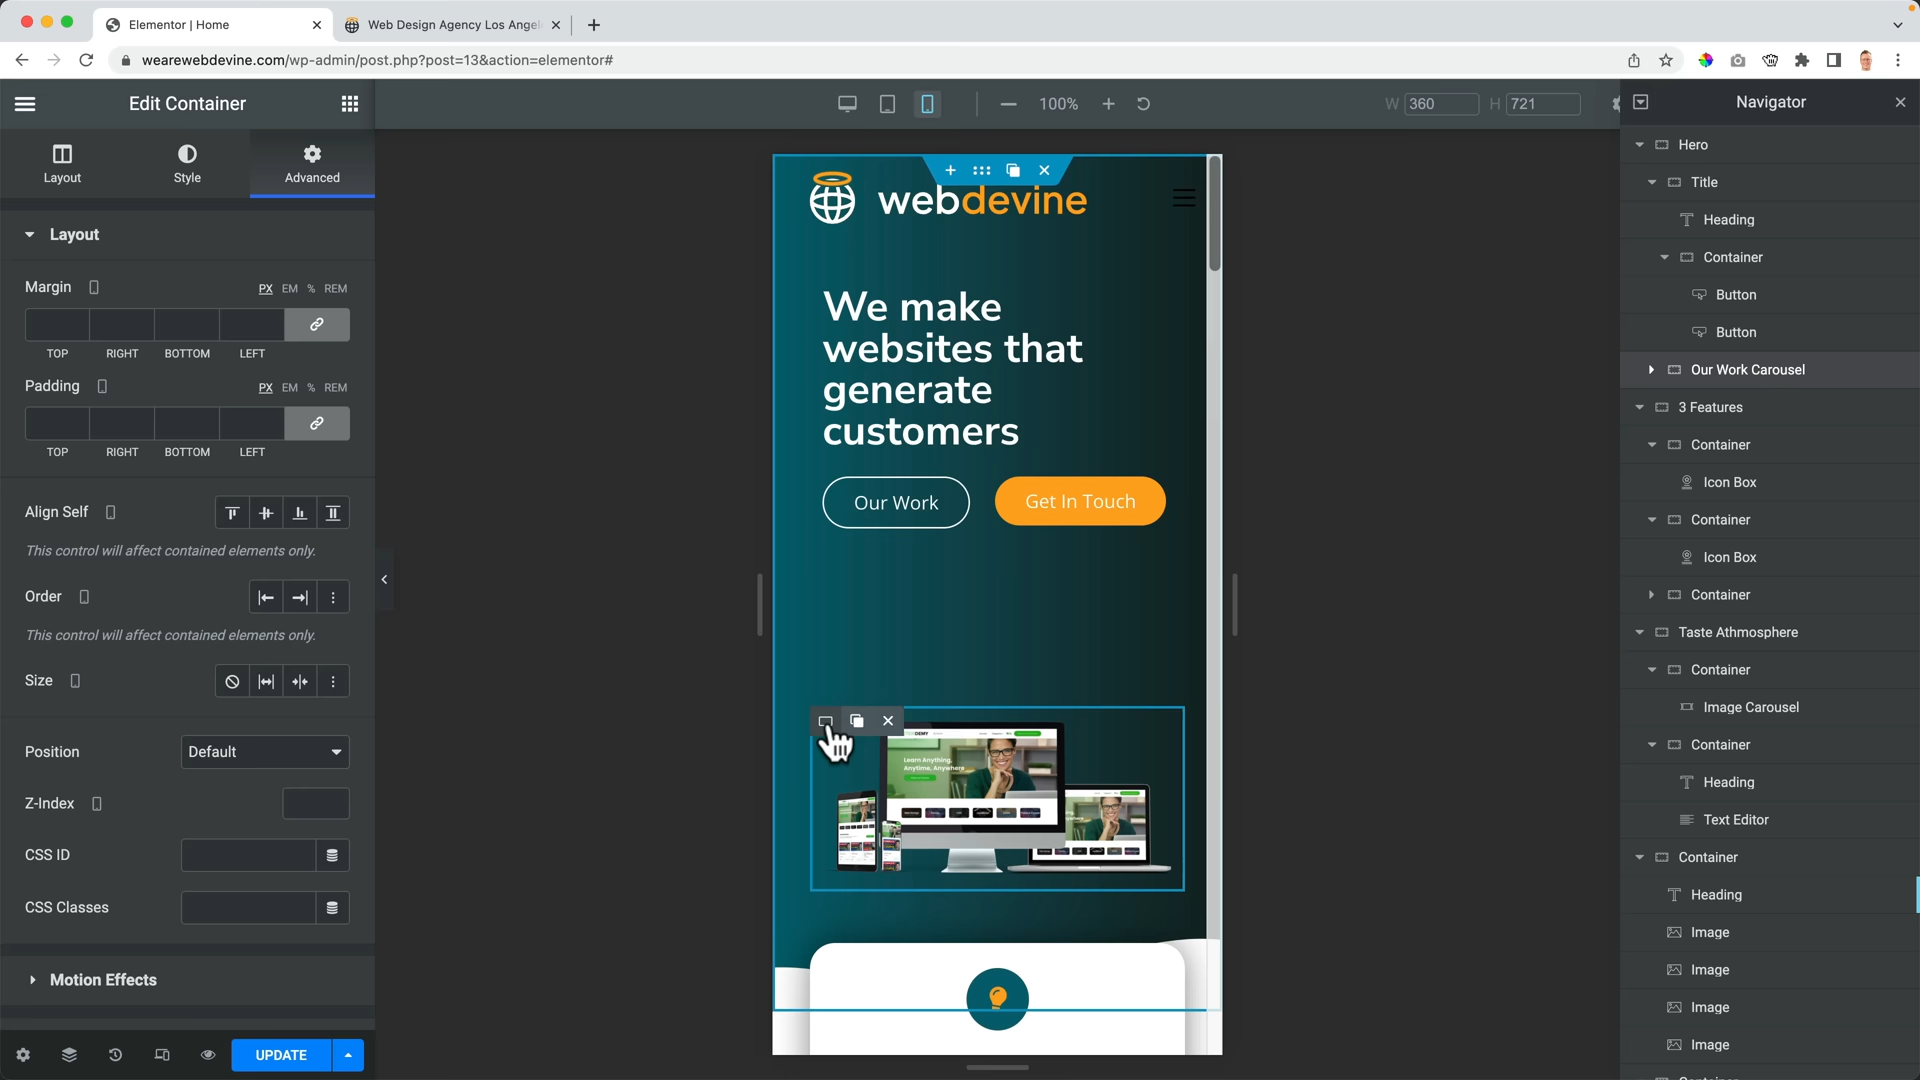 Elementor | Home
Web Design Agency Los Angel
wearewebdevine.com/wp-admin/post.php?post=13&action=elementor#
Edit Container
100%
W 360
H 721
Navigator
Layout
Style
Advanced
Layout
Margin
PX EM % REM
TOP RIGHT BOTTOM LEFT
Padding
PX EM % REM
TOP RIGHT BOTTOM LEFT
Align Self
This control will affect contained elements only.
Order
This control will affect contained elements only.
Size
Position
Default
Z-Index
CSS ID
CSS Classes
Motion Effects
UPDATE
webdevine
We make
websites that
generate
customers
Our Work
Get In Touch
Learn Anything,
Anytime, Anywhere
Hero
Title
Heading
Container
Button
Button
Our Work Carousel
3 Features
Container
Icon Box
Container
Icon Box
Container
Taste Athmosphere
Container
Image Carousel
Container
Heading
Text Editor
Container
Heading
Image
Image
Image
Image